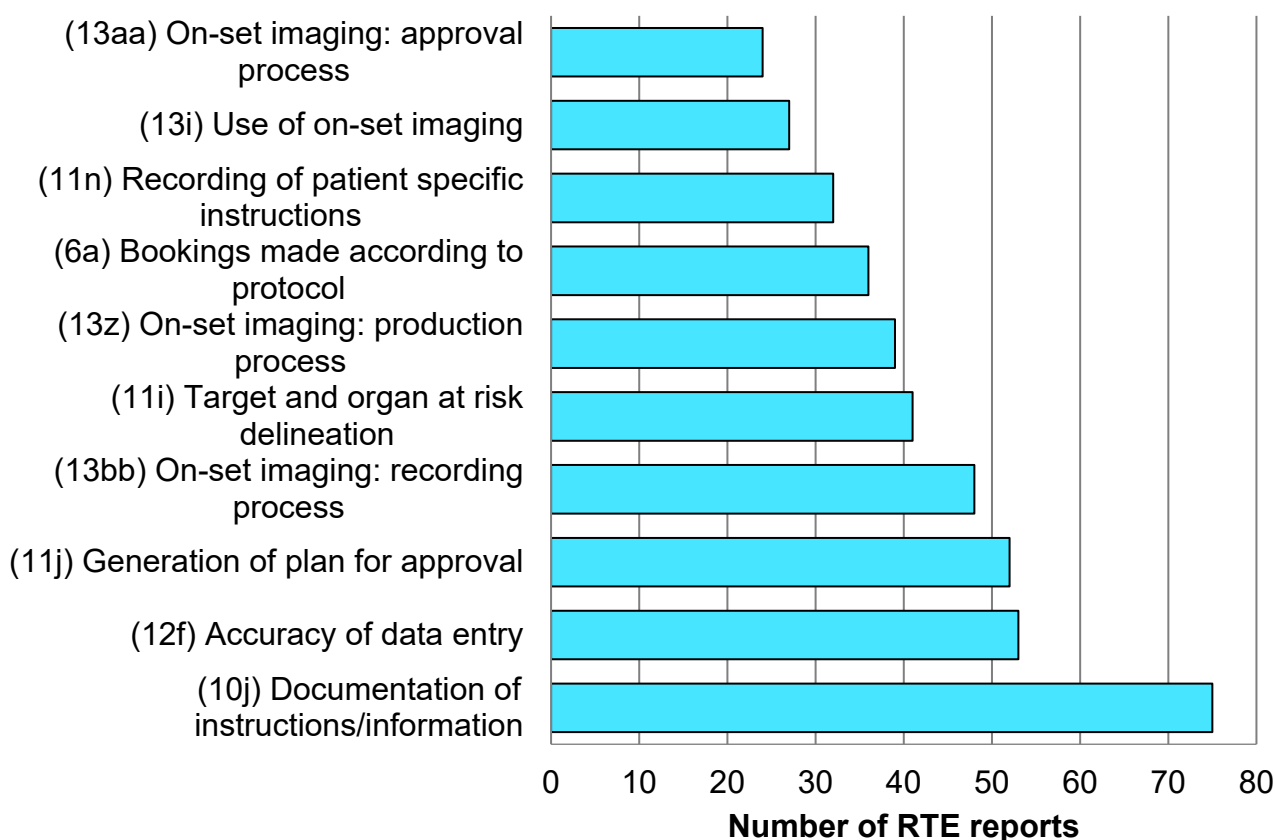 (13aa) On-set imaging: approval
process
(13i) Use of on-set imaging
(11n) Recording of patient specific
instructions
(6a) Bookings made according to
protocol
(13z) On-set imaging: production
process
(11i) Target and organ at risk
delineation
(13bb) On-set imaging: recording
process
(11j) Generation of plan for approval
(12f) Accuracy of data entry
(10j) Documentation of
instructions/information
0 10 20 30 40 50 60 70 80
Number of RTE reports